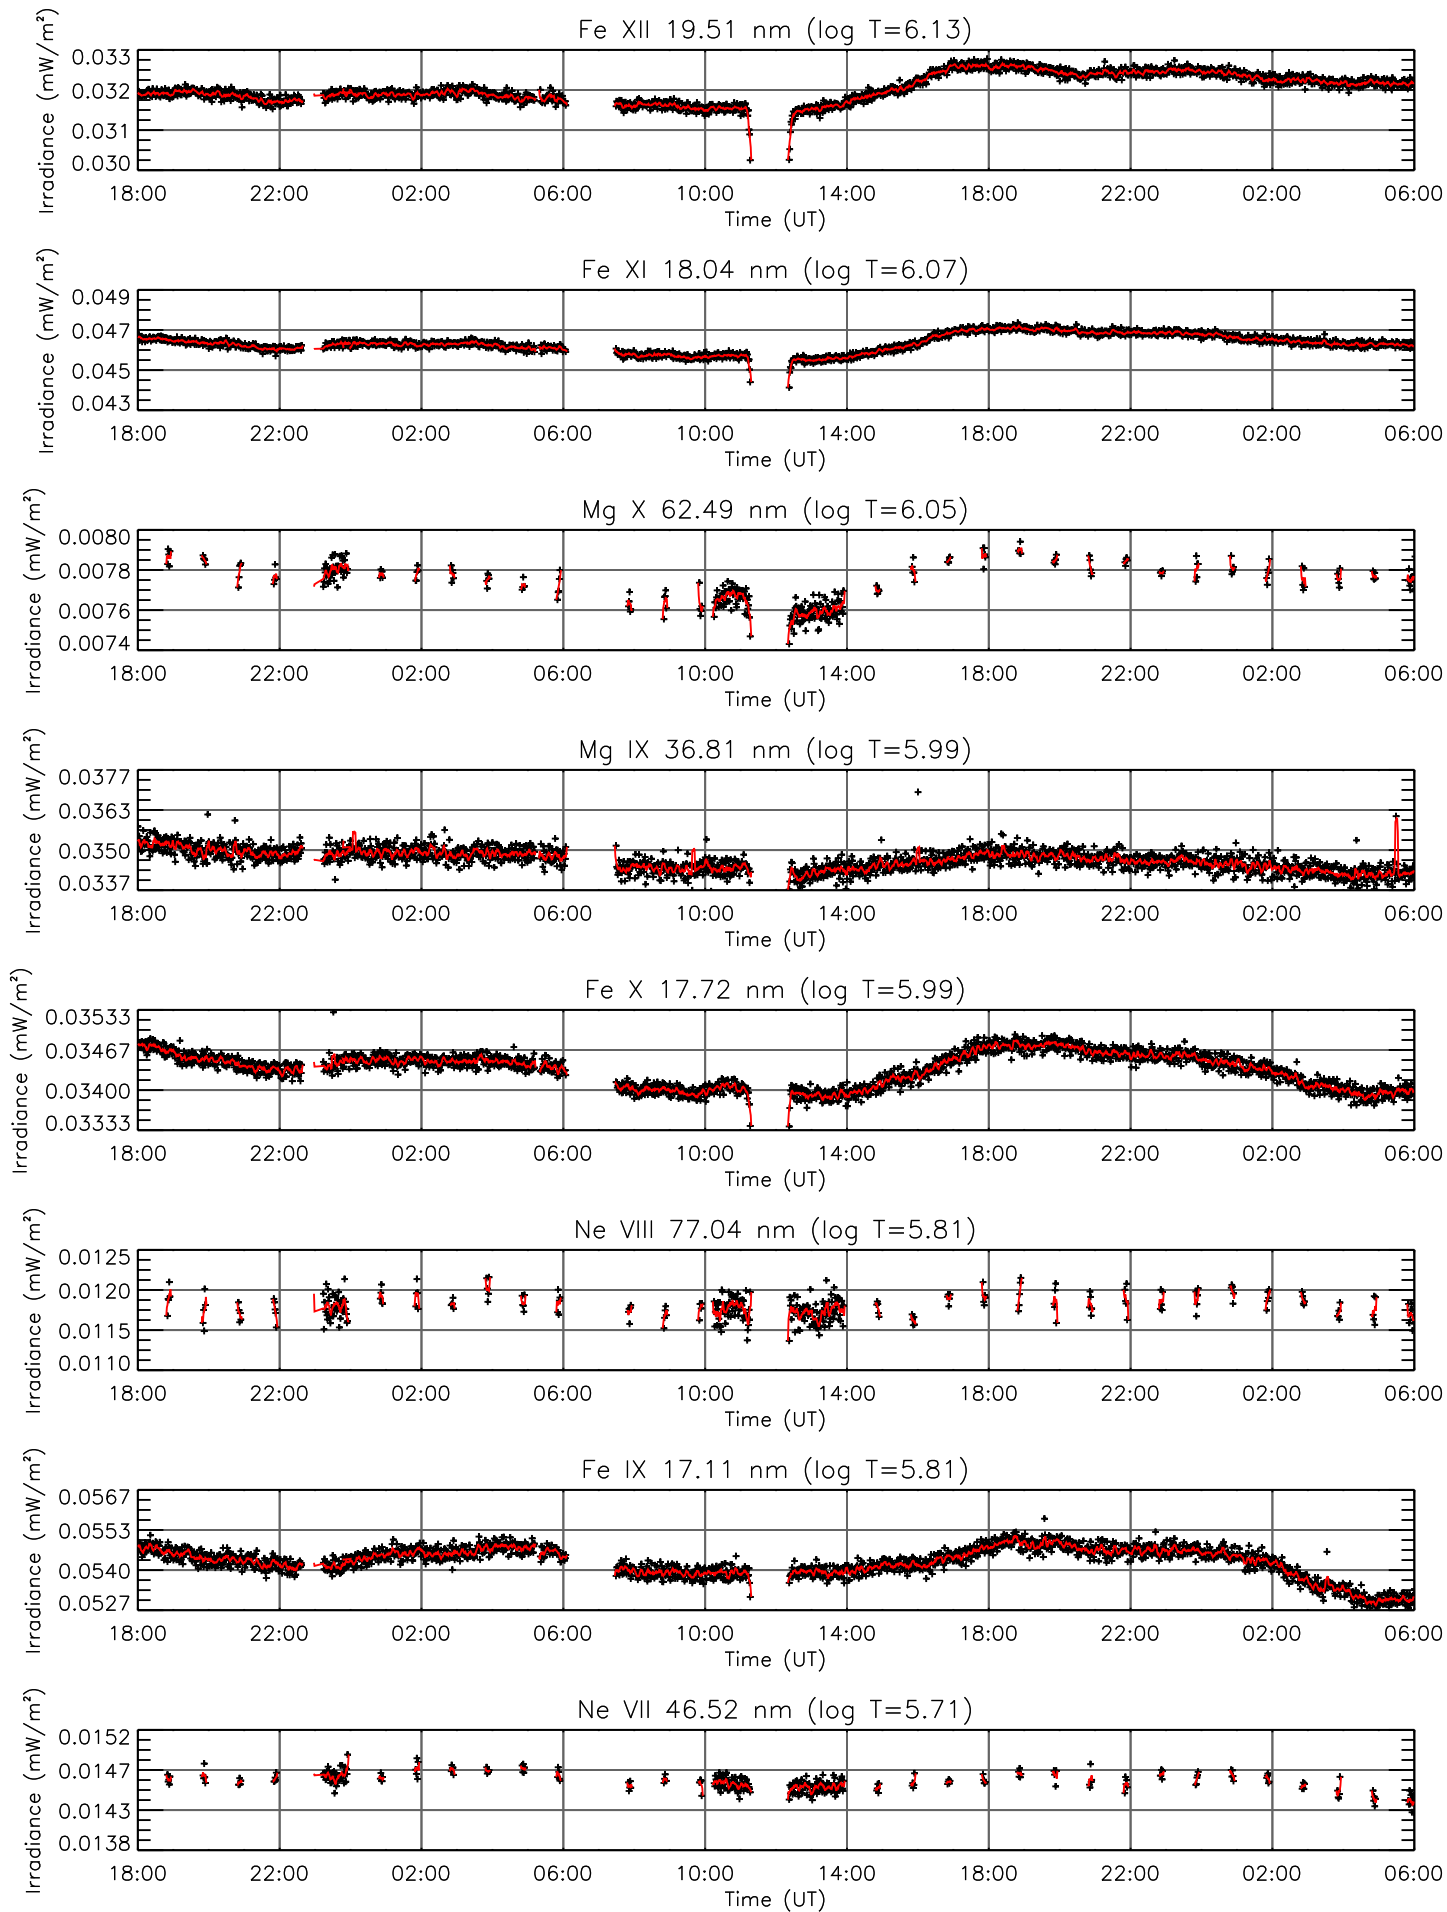 Fe XII 19.51 nm (log T=6.13)
Irradiance (mW/m²)
0.033
0.032
0.031
0.030
18:00 22:00 02:00 06:00 10:00 14:00 18:00 22:00 02:00 06:00
Time (UT)
Fe XI 18.04 nm (log T=6.07)
Irradiance (mW/m²)
0.049
0.047
0.045
0.043
18:00 22:00 02:00 06:00 10:00 14:00 18:00 22:00 02:00 06:00
Time (UT)
Mg X 62.49 nm (log T=6.05)
Irradiance (mW/m²)
0.0080
0.0078
0.0076
0.0074
18:00 22:00 02:00 06:00 10:00 14:00 18:00 22:00 02:00 06:00
Time (UT)
Mg IX 36.81 nm (log T=5.99)
Irradiance (mW/m²)
0.0377
0.0363
0.0350
0.0337
18:00 22:00 02:00 06:00 10:00 14:00 18:00 22:00 02:00 06:00
Time (UT)
Fe X 17.72 nm (log T=5.99)
Irradiance (mW/m²)
0.03533
0.03467
0.03400
0.03333
18:00 22:00 02:00 06:00 10:00 14:00 18:00 22:00 02:00 06:00
Time (UT)
Ne VIII 77.04 nm (log T=5.81)
Irradiance (mW/m²)
0.0125
0.0120
0.0115
0.0110
18:00 22:00 02:00 06:00 10:00 14:00 18:00 22:00 02:00 06:00
Time (UT)
Fe IX 17.11 nm (log T=5.81)
Irradiance (mW/m²)
0.0567
0.0553
0.0540
0.0527
18:00 22:00 02:00 06:00 10:00 14:00 18:00 22:00 02:00 06:00
Time (UT)
Ne VII 46.52 nm (log T=5.71)
Irradiance (mW/m²)
0.0152
0.0147
0.0143
0.0138
18:00 22:00 02:00 06:00 10:00 14:00 18:00 22:00 02:00 06:00
Time (UT)